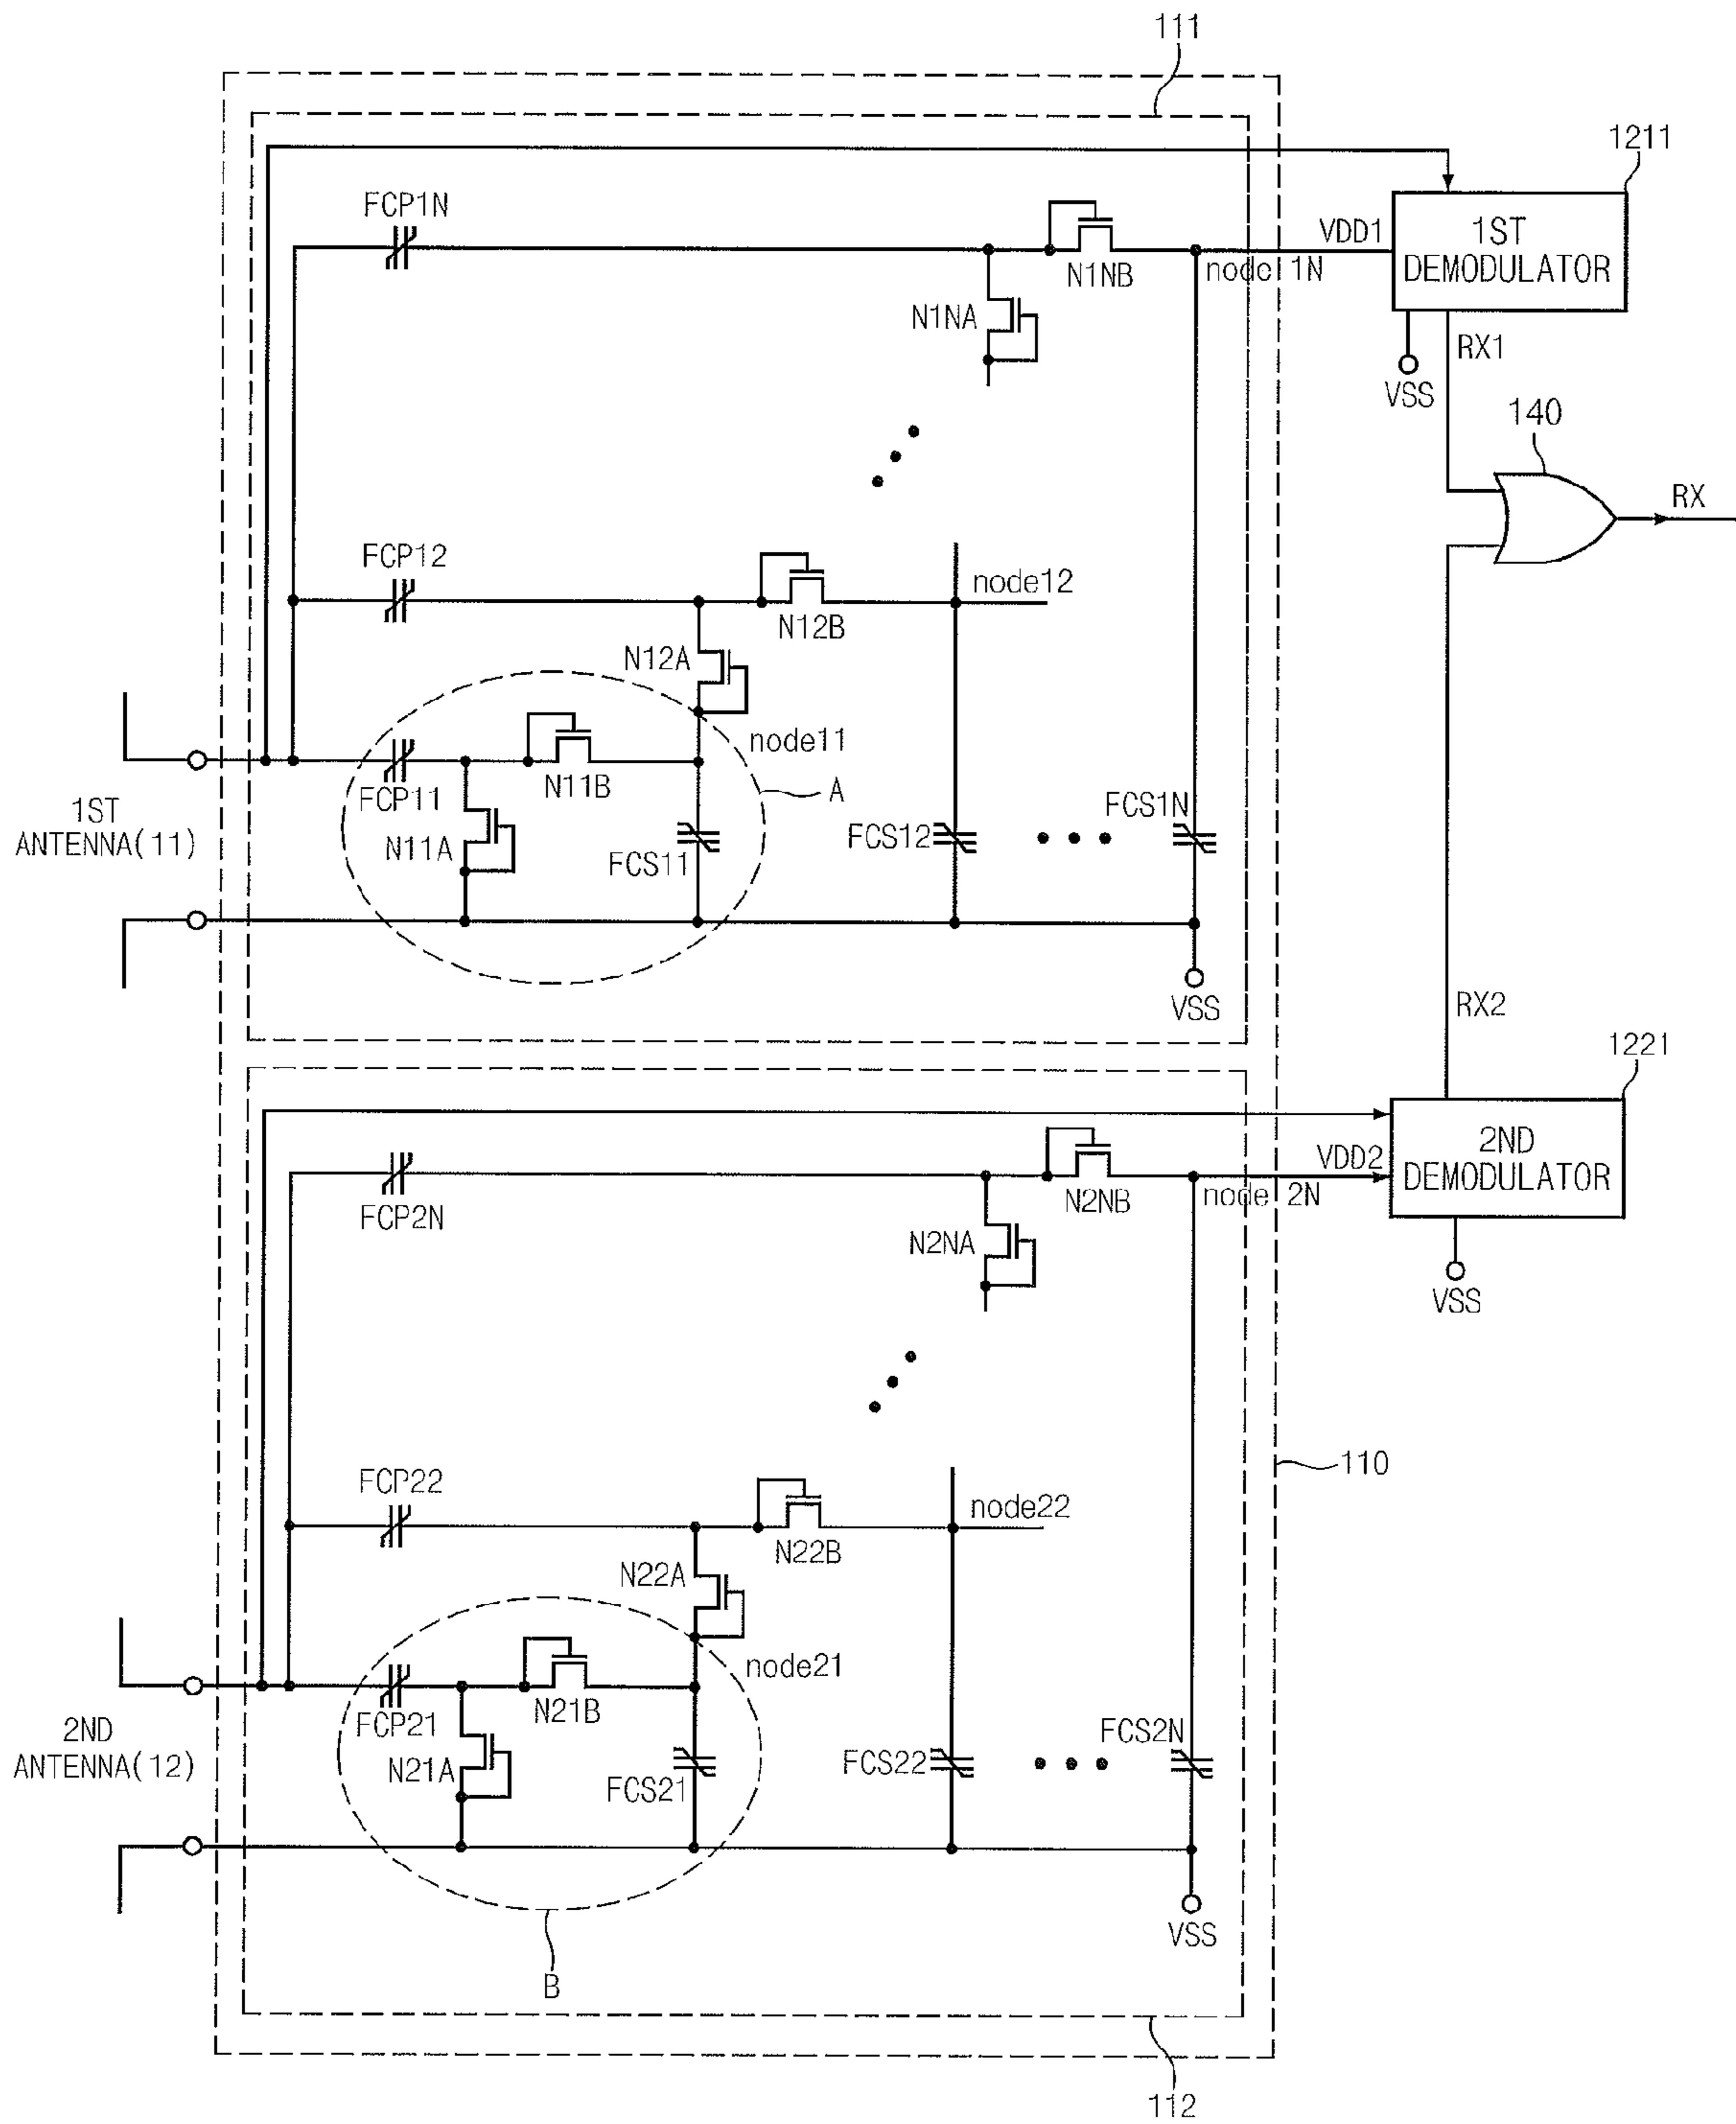 111
1211
FCP1N
VDD1
1ST
DEMODULATOR
N1NB
node 1N
N1NA
RX1
VSS
140
RX
FCP12
node12
N12B
N12A
node11
FCP11
N11B
A
1ST
ANTENNA(11)
N11A
FCS11
FCS12
FCS1N
VSS
RX2
1221
2ND
DEMODULATOR
VDD2
FCP2N
N2NB
node 2N
N2NA
VSS
110
FCP22
node22
N22B
N22A
node21
FCP21
N21B
2ND
ANTENNA(12)
N21A
FCS21
FCS22
FCS2N
VSS
B
112